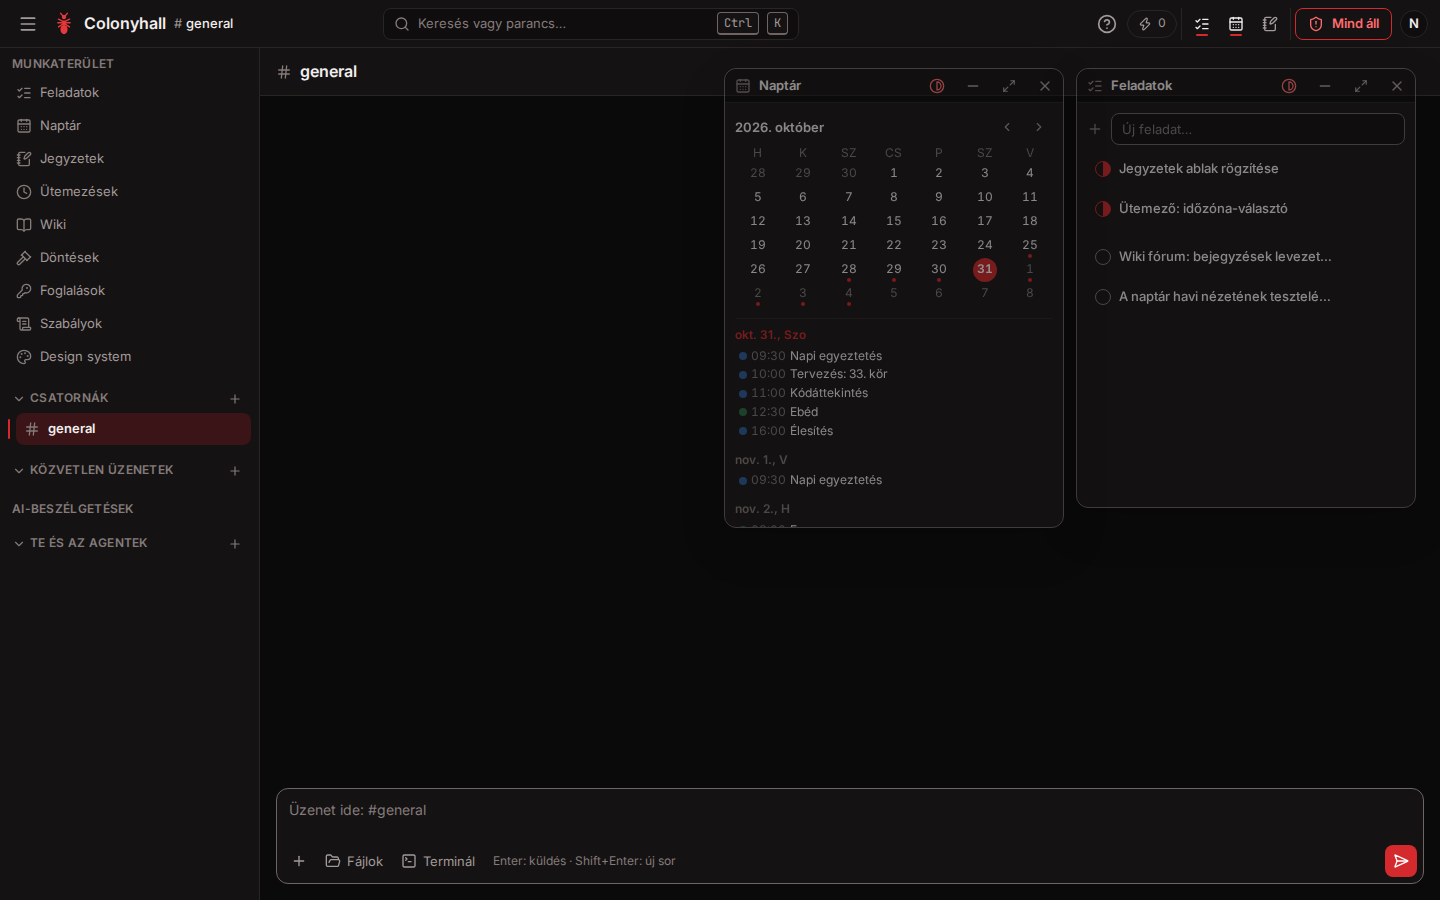 Colonyhall # general
Keresés vagy parancs... Ctrl K
0
Mind áll
N
MUNKATERÜLET
Feladatok
Naptár
Jegyzetek
Ütemezések
Wiki
Döntések
Foglalások
Szabályok
Design system
CSATORNÁK
general
KÖZVETLEN ÜZENETEK
AI-BESZÉLGETÉSEK
TE ÉS AZ AGENTEK
# general
Naptár
2026. október
H K SZ CS P SZ V
28 29 30 1 2 3 4
5 6 7 8 9 10 11
12 13 14 15 16 17 18
19 20 21 22 23 24 25
26 27 28 29 30 31 1
2 3 4 5 6 7 8
okt. 31., Szo
09:30 Napi egyeztetés
10:00 Tervezés: 33. kör
11:00 Kódáttekintés
12:30 Ebéd
16:00 Élesítés
nov. 1., V
09:30 Napi egyeztetés
nov. 2., H
Feladatok
Új feladat...
Jegyzetek ablak rögzítése
Ütemező: időzóna-választó
Wiki fórum: bejegyzések levezet...
A naptár havi nézetének tesztelé...
Üzenet ide: #general
Fájlok
Terminál
Enter: küldés · Shift+Enter: új sor